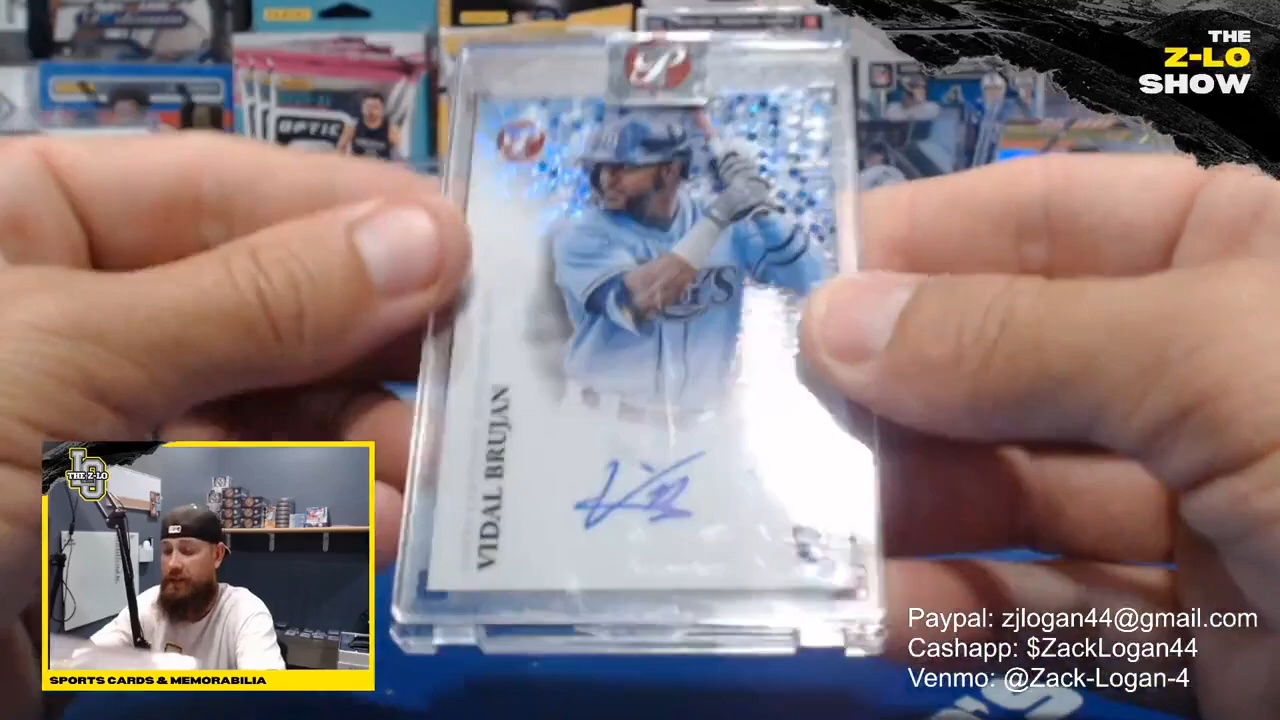 THE
Z-LO
SHOW
OPTIC
RAYS
VIDAL BRUJAN
THE Z-LO
SPORTS CARDS & MEMORABILIA
Paypal: zjlogan44@gmail.com
Cashapp: $ZackLogan44
Venmo: @Zack-Logan-4